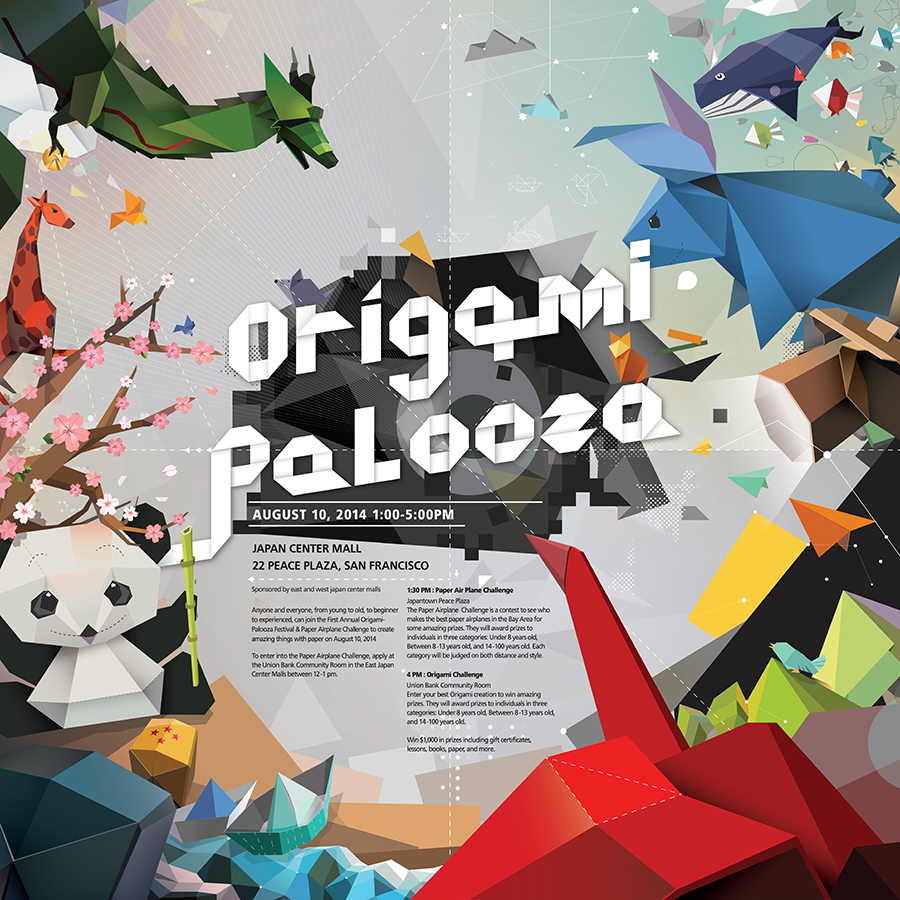 origami
palooza
AUGUST 10, 2014 1:00-5:00PM
JAPAN CENTER MALL
22 PEACE PLAZA, SAN FRANCISCO
Sponsored by east and west japan center malls
Anyone and everyone, from young to old, to beginner
to experienced, can join the First Annual Origami-
Palooza Festival & Paper Airplane Challenge to create
amazing things with paper on August 10, 2014
To enter into the Paper Airplane Challenge, apply at
the Union Bank Community Room in the East Japan
Center Malls between 12-1 pm.
1:30 PM : Paper Air Plane Challenge
Japantown Peace Plaza
The Paper Airplane Challenge is a contest to see who
makes the best paper airplanes in the Bay Area for
some amazing prizes. They will award prizes to
individuals in three categories: Under 8 years old,
Between 8 -13 years old, and 14 -100 years old. Each
category will be judged on both distance and style.
4 PM : Origami Challenge
Union Bank Community Room
Enter your best Origami creation to win amazing
prizes. They will award prizes to individuals in three
categories: Under 8 years old, Between 8-13 years old,
and 14-100 years old.
Win $1,000 in prizes including gift certificates,
lessons, books, paper, and more.